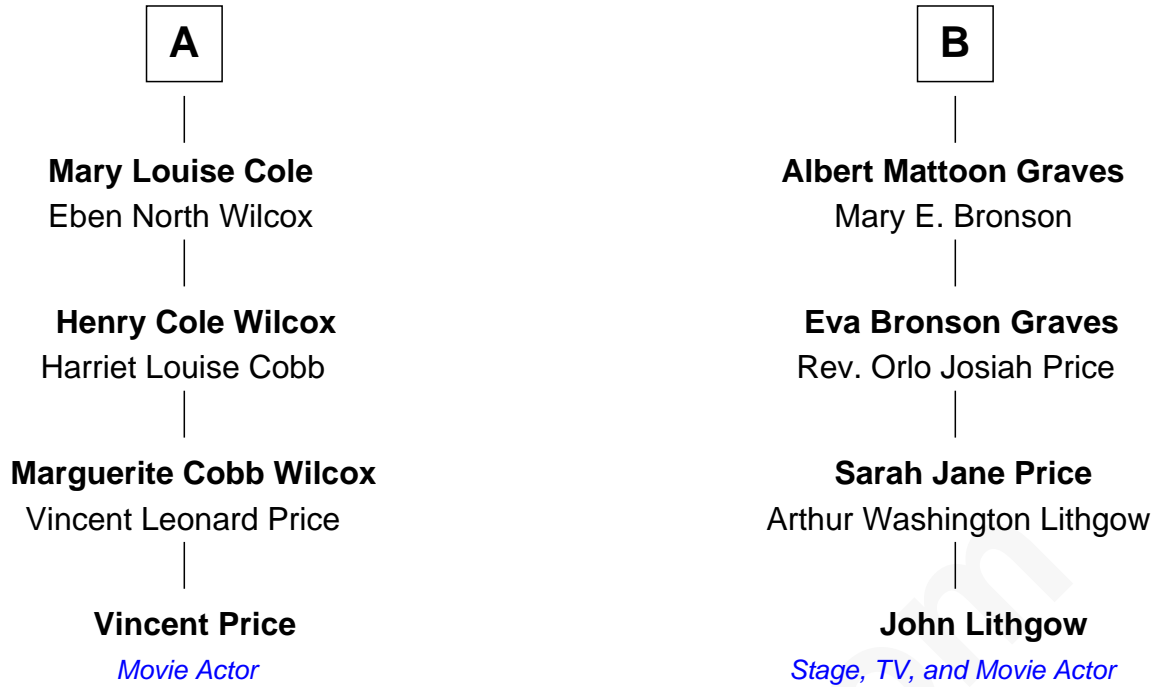 A
Mary Louise Cole
Eben North Wilcox
Henry Cole Wilcox
Harriet Louise Cobb
Marguerite Cobb Wilcox
Vincent Leonard Price
Vincent Price
Movie Actor
B
Albert Mattoon Graves
Mary E. Bronson
Eva Bronson Graves
Rev. Orlo Josiah Price
Sarah Jane Price
Arthur Washington Lithgow
John Lithgow
Stage, TV, and Movie Actor